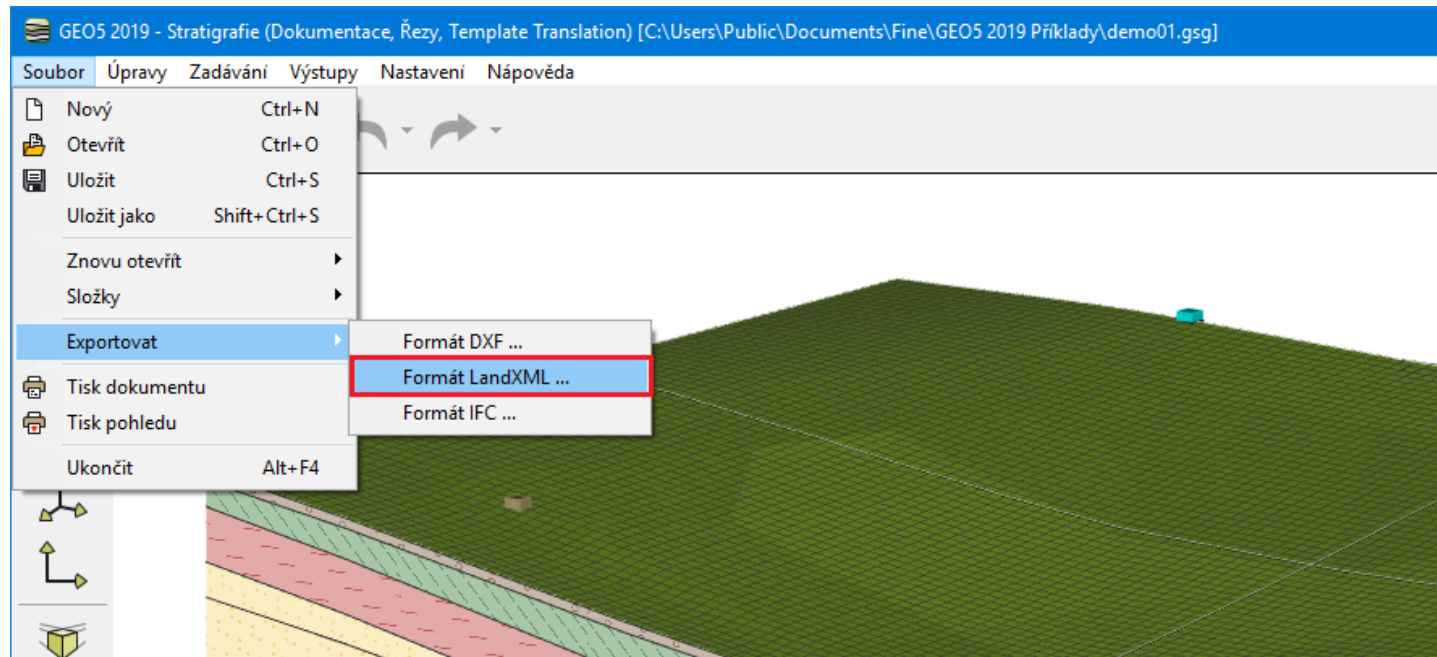 GEO5 2019 - Stratigrafie (Dokumentace, Řezy, Template Translation) [C:\Users\Public\Documents\Fine\GEO5 2019 Příklady\demo01.gsg]
Soubor Úpravy Zadávání Výstupy Nastavení Nápověda
Nový Ctrl+N
Otevřít Ctrl+O
Uložit Ctrl+S
Uložit jako Shift+Ctrl+S
Znovu otevřít
Složky
Exportovat
Formát DXF ...
Formát LandXML ...
Formát IFC ...
Tisk dokumentu
Tisk pohledu
Ukončit Alt+F4